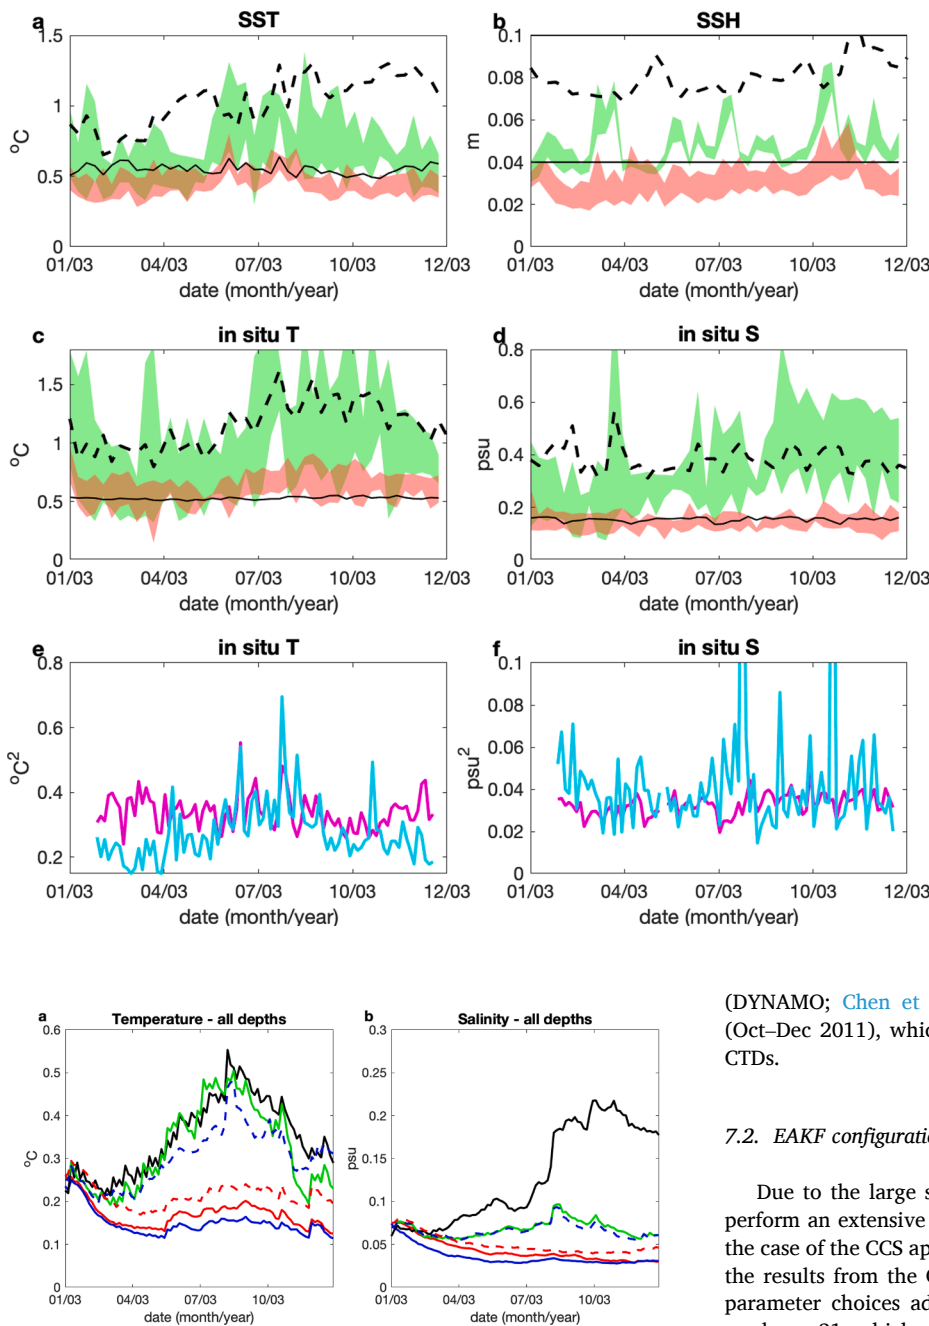 a SST
1.5
1
0.5
0
°C
01/03 04/03 07/03 10/03 12/03
date (month/year)
b SSH
0.1
0.08
0.06
0.04
0.02
0
m
01/03 04/03 07/03 10/03 12/03
date (month/year)
c in situ T
1.5
1
0.5
0
°C
01/03 04/03 07/03 10/03 12/03
date (month/year)
d in situ S
0.8
0.6
0.4
0.2
0
psu
01/03 04/03 07/03 10/03 12/03
date (month/year)
e in situ T
0.8
0.6
0.4
0.2
°C²
01/03 04/03 07/03 10/03 12/03
date (month/year)
f in situ S
0.1
0.08
0.06
0.04
0.02
0
psu²
01/03 04/03 07/03 10/03 12/03
date (month/year)
a Temperature - all depths
0.6
0.5
0.4
0.3
0.2
0.1
0
°C
01/03 04/03 07/03 10/03
date (month/year)
b Salinity - all depths
0.3
0.25
0.2
0.15
0.1
0.05
0
psu
01/03 04/03 07/03 10/03
date (month/year)
(DYNAMO; Chen et
(Oct–Dec 2011), whic
CTDs.
7.2. EAKF configuratio
Due to the large s
perform an extensive
the case of the CCS ap
the results from the
parameter choices ad